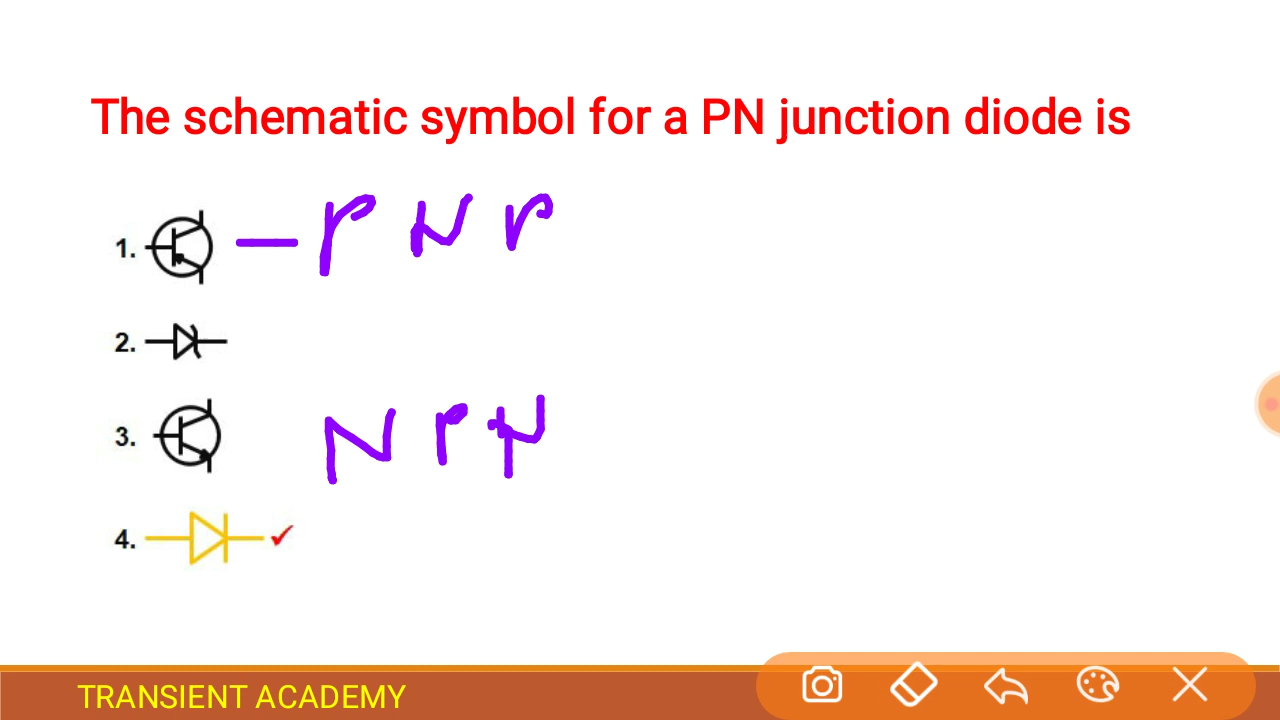 The schematic symbol for a PN junction diode is
1. – PNP
2.
3. NPN
4. ✓
TRANSIENT ACADEMY